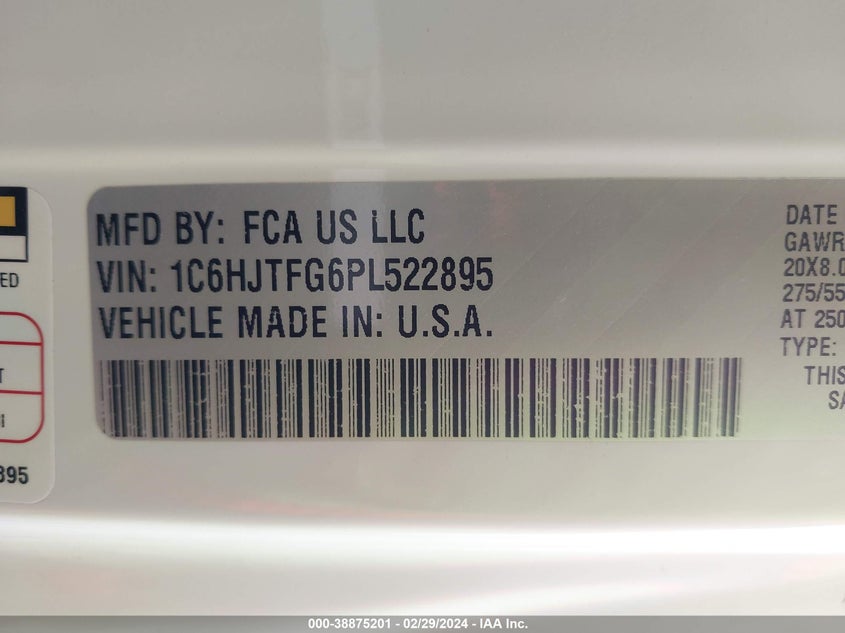 MFD BY: FCA US LLC
VIN: 1C6HJTFG6PL522895
VEHICLE MADE IN: U.S.A.
DATE
GAWR
20X8.0
275/55
AT 250
TYPE:
THIS
SA
ED
T
i
895
000-38875201 - 02/29/2024 - IAA Inc.